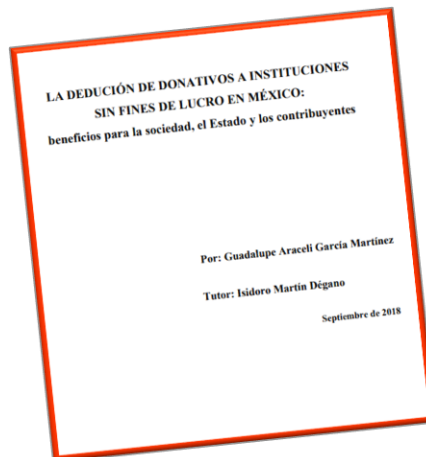 LA DEDUCIÓN DE DONATIVOS A INSTITUCIONES
SIN FINES DE LUCRO EN MÉXICO:
beneficios para la sociedad, el Estado y los contribuyentes
Por: Guadalupe Araceli García Martínez
Tutor: Isidoro Martín Dégano
Septiembre de 2018